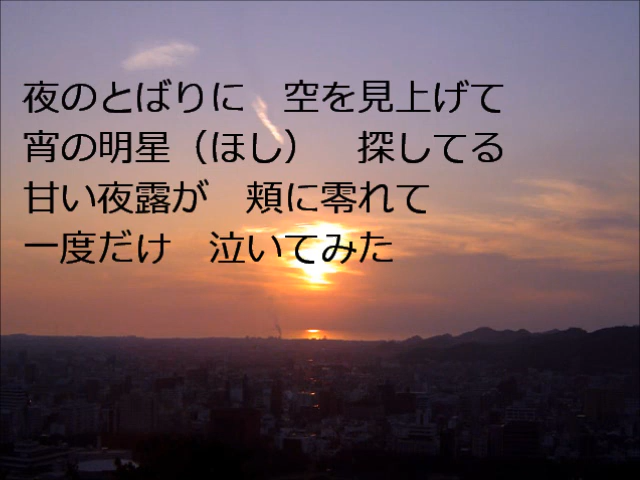 夜のとばりに　空を見上げて
宵の明星（ほし）　探してる
甘い夜露が　頬に零れて
一度だけ　泣いてみた